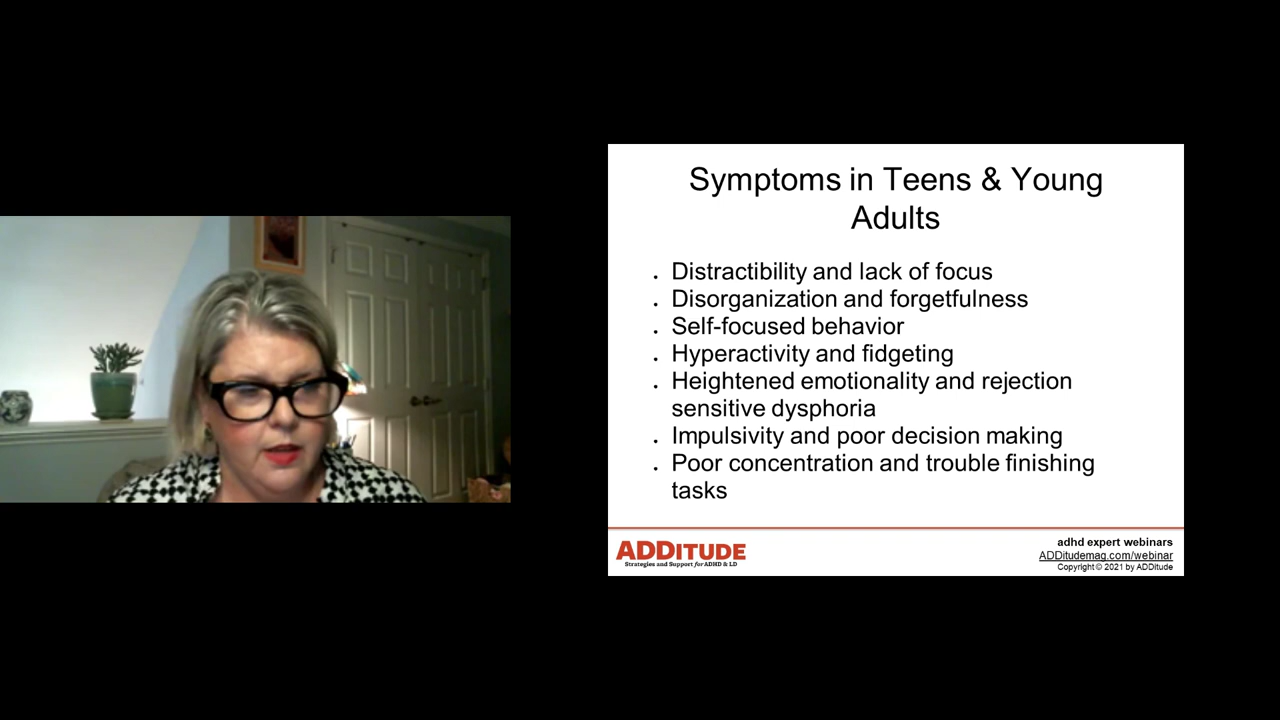 Symptoms in Teens & Young
Adults
. Distractibility and lack of focus
. Disorganization and forgetfulness
. Self-focused behavior
. Hyperactivity and fidgeting
. Heightened emotionality and rejection
sensitive dysphoria
. Impulsivity and poor decision making
. Poor concentration and trouble finishing
tasks
ADDITUDE
Strategies and Support for ADHD & LD
adhd expert webinars
ADDitudemag.com/webinar
Copyright © 2021 by ADDitude